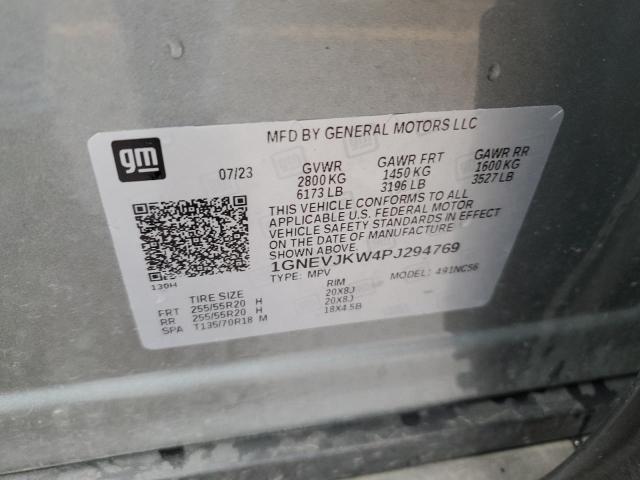 gm
MFD BY GENERAL MOTORS LLC
07/23 GVWR GAWR FRT GAWR RR
2800 KG 1450 KG 1600 KG
6173 LB 3196 LB 3527 LB
THIS VEHICLE CONFORMS TO ALL
APPLICABLE U.S. FEDERAL MOTOR
VEHICLE SAFETY STANDARDS IN EFFECT
ON THE DATE OF MANUFACTURE
SHOWN ABOVE.
1GNEVJKW4PJ294769
TYPE: MPV MODEL: 491NC56
139H
TIRE SIZE RIM
FRT 255/55R20 H 20X8J
RR 255/55R20 H 20X8J
SPA T135/70R18 M 18X4.5B